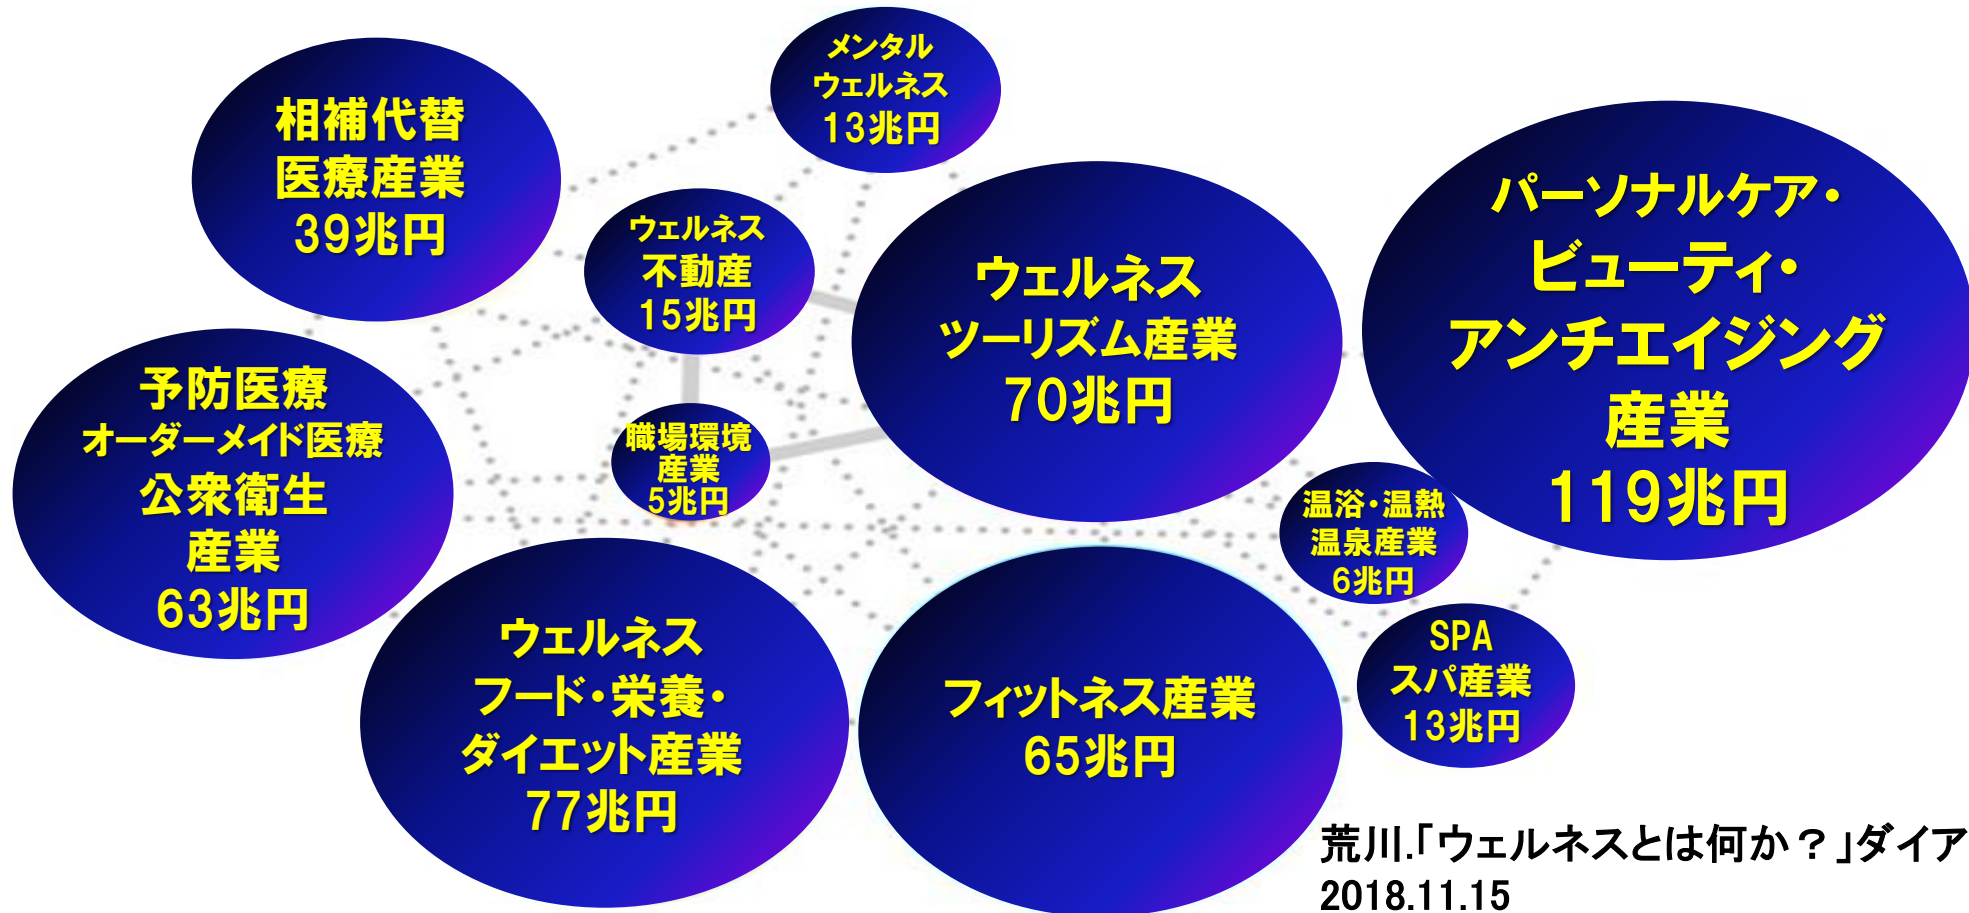 メンタル
ウェルネス
13兆円
相補代替
医療産業
39兆円
ウェルネス
不動産
15兆円
ウェルネス
ツーリズム産業
70兆円
パーソナルケア・
ビューティ・
アンチエイジング
産業
119兆円
予防医療
オーダーメイド医療
公衆衛生
産業
63兆円
職場環境
産業
5兆円
温浴・温熱
温泉産業
6兆円
ウェルネス
フード・栄養・
ダイエット産業
77兆円
フィットネス産業
65兆円
SPA
スパ産業
13兆円
荒川.「ウェルネスとは何か？」ダイア
2018.11.15